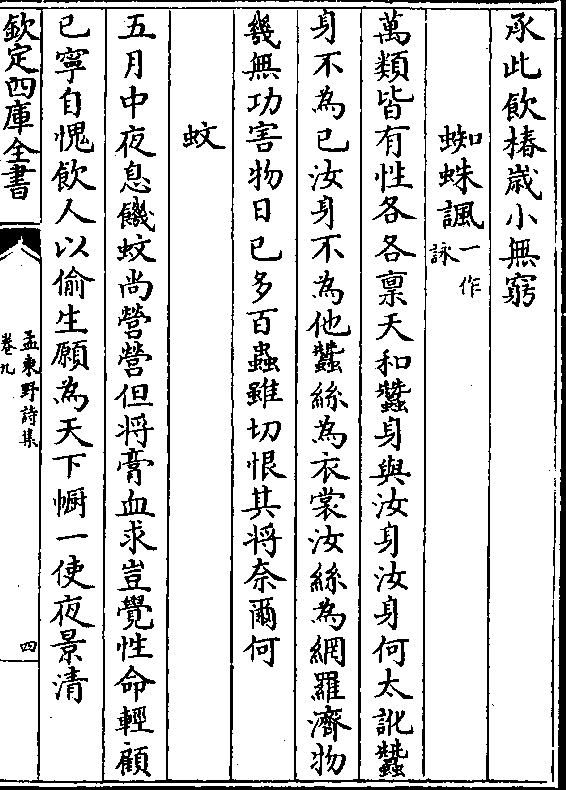 承此飲椿歳小無窮
蜘蛛諷一作詠
萬類皆有性各各禀天和蠶身與汝身汝身何太訛蠶
身不為已汝身不為他蠶絲為衣裳汝絲為網羅濟物
幾無功害物日已多百蟲雖切恨其將奈爾何
蚊
五月中夜息饑蚊尚營營但将膏血求豈覺性命輕顧
已寧自愧飲人以偷生願為天下㡡一使夜景清
欽定四庫全書
孟東野詩集
卷九
四